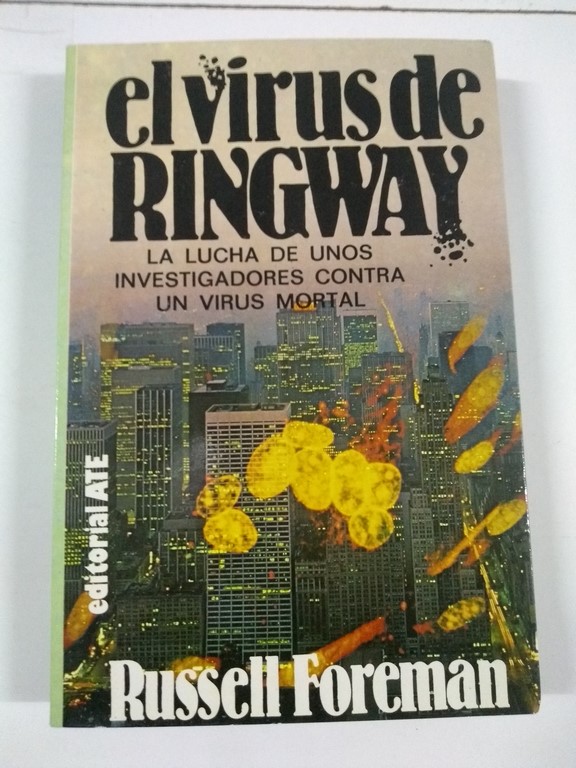 el virus de
RINGWAY
LA LUCHA DE UNOS
INVESTIGADORES CONTRA
UN VIRUS MORTAL
editorial ATE
Russell Foreman